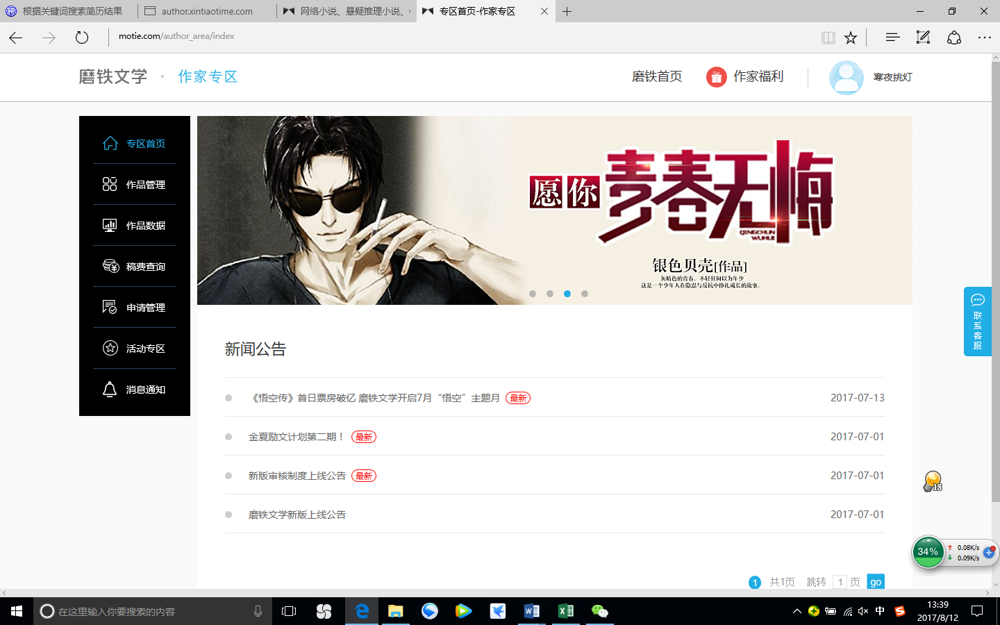 根据关键词搜索简历结果
author.xintiaotime.com
网络小说、悬疑推理小说、
专区首页-作家专区
motie.com/author_area/index
磨铁文学 · 作家专区
磨铁首页
作家福利
寒夜挑灯
专区首页
作品管理
作品数据
稿费查询
申请管理
活动专区
消息通知
愿你青春无悔
QINGCHUN
WUHUI
银色贝壳[作品]
灰暗色的青春，不轻狂何以为年少
这是一个少年人在隐忍与反抗中挣扎成长的故事。
联系客服
新闻公告
《悟空传》首日票房破亿 磨铁文学开启7月“悟空”主题月 最新 2017-07-13
金夏励文计划第二期！ 最新 2017-07-01
新版审核制度上线公告 最新 2017-07-01
磨铁文学新版上线公告 2017-07-01
18
34%
0.08K/s
0.09K/s
1 共1页 跳转 1 页 go
在这里输入你要搜索的内容
中
13:39
2017/8/12